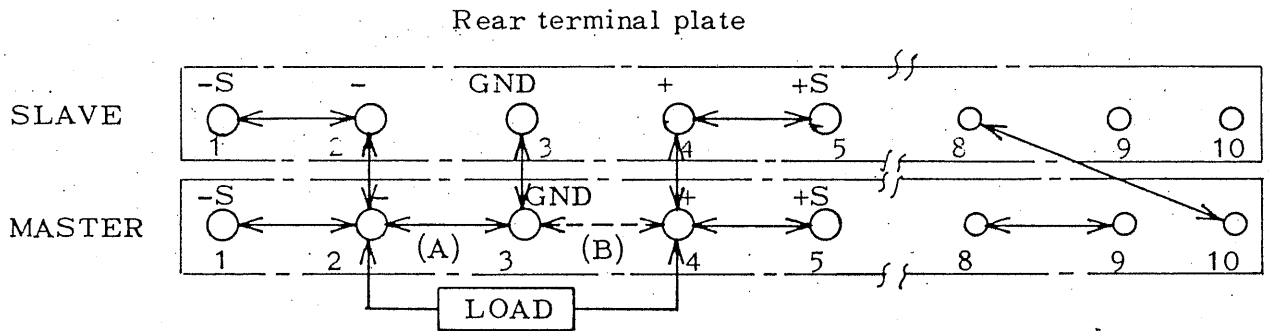 Rear terminal plate
-S - GND + +S
SLAVE
1 2 3 4 5 8 9 10
-S - GND + +S
MASTER
(A) (B)
1 2 3 4 5 8 9 10
LOAD